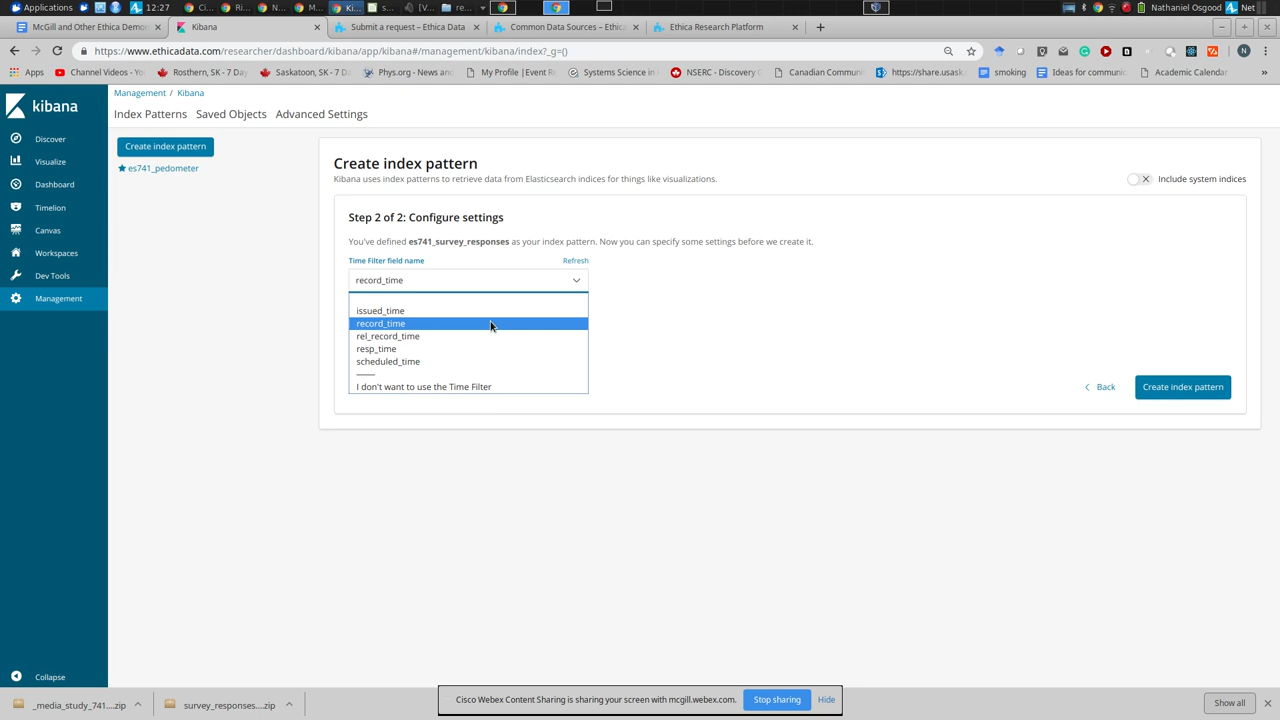 Applications
12:27
Chr
Ri
N
M
Ki
s
[V
re...
Nathaniel Osgood
Net
McGill and Other Ethica Demo
Kibana
Submit a request – Ethica Data
Common Data Sources – Ethica
Ethica Research Platform
https://www.ethicadata.com/researcher/dashboard/kibana/app/kibana#/management/kibana/index?_g=()
N
Apps
Channel Videos - Yo
Rosthern, SK - 7 Day
Saskatoon, SK - 7 D
Phys.org - News an
My Profile | Event R
Systems Science in
NSERC - Discovery
Canadian Commun
https://share.usask.
smoking
Ideas for communi
Academic Calendar
kibana
Management / Kibana
Index Patterns Saved Objects Advanced Settings
Discover
Visualize
Dashboard
Timelion
Canvas
Workspaces
Dev Tools
Management
Collapse
Create index pattern
es741_pedometer
Create index pattern
Kibana uses index patterns to retrieve data from Elasticsearch indices for things like visualizations.
Include system indices
Step 2 of 2: Configure settings
You've defined es741_survey_responses as your index pattern. Now you can specify some settings before we create it.
Time Filter field name
Refresh
record_time
issued_time
record_time
rel_record_time
resp_time
scheduled_time
I don't want to use the Time Filter
Back
Create index pattern
_media_study_741....zip
survey_responses....zip
Cisco Webex Content Sharing is sharing your screen with mcgill.webex.com.
Stop sharing
Hide
Show all